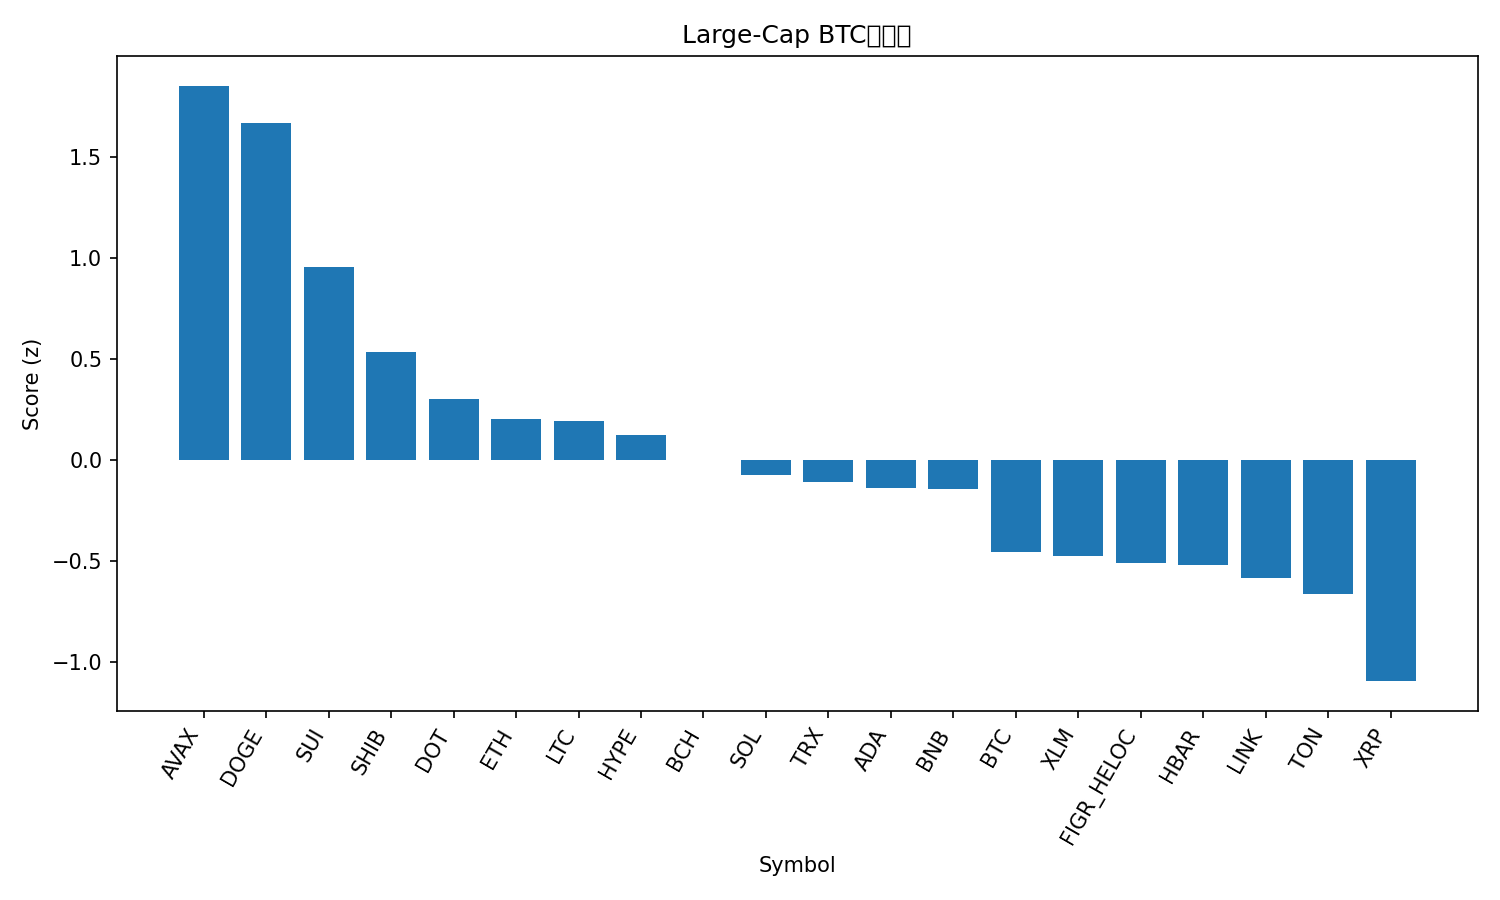 Large-Cap BTC
Score (z)
1.5
1.0
0.5
0.0
−0.5
−1.0
AVAX
DOGE
SUI
SHIB
DOT
ETH
LTC
HYPE
BCH
SOL
TRX
ADA
BNB
BTC
XLM
FIGR_HELOC
HBAR
LINK
TON
XRP
Symbol